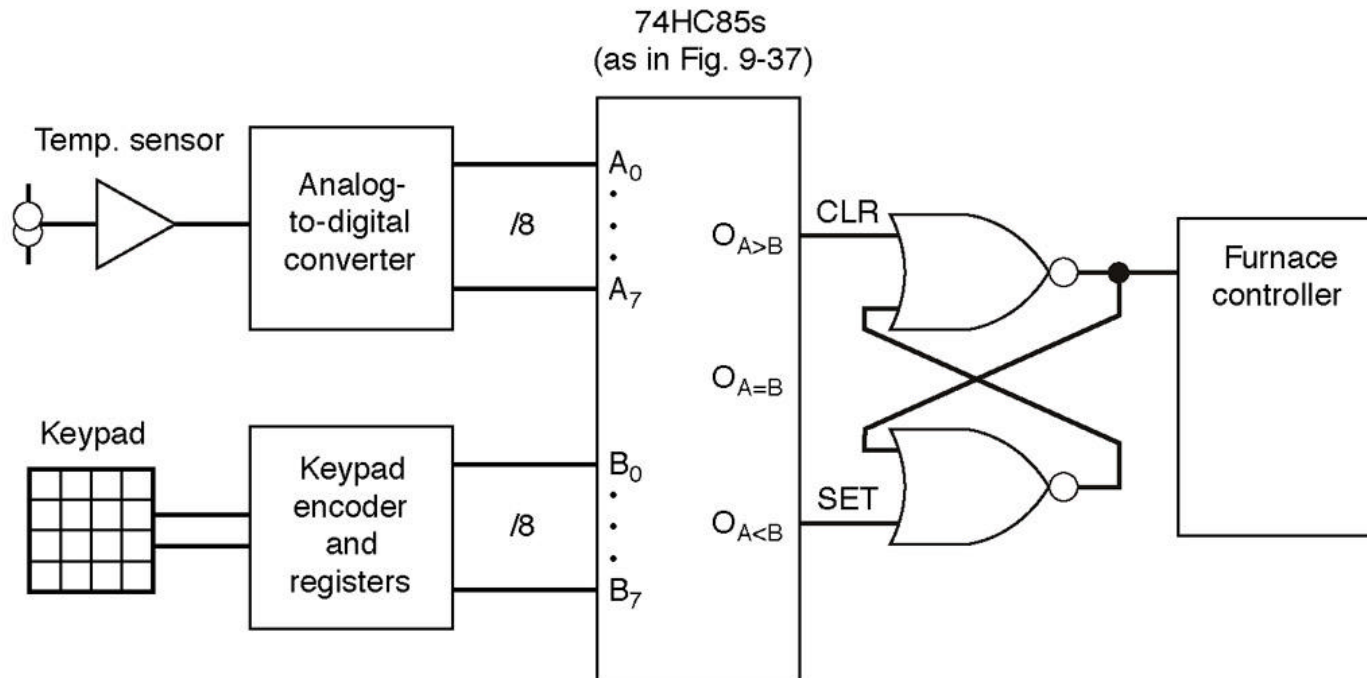 74HC85s
(as in Fig. 9-37)
Temp. sensor
Analog-
to-digital
converter
/8
A0
A7
OA>B
CLR
Furnace
controller
OA=B
Keypad
Keypad
encoder
and
registers
/8
B0
B7
OA<B
SET